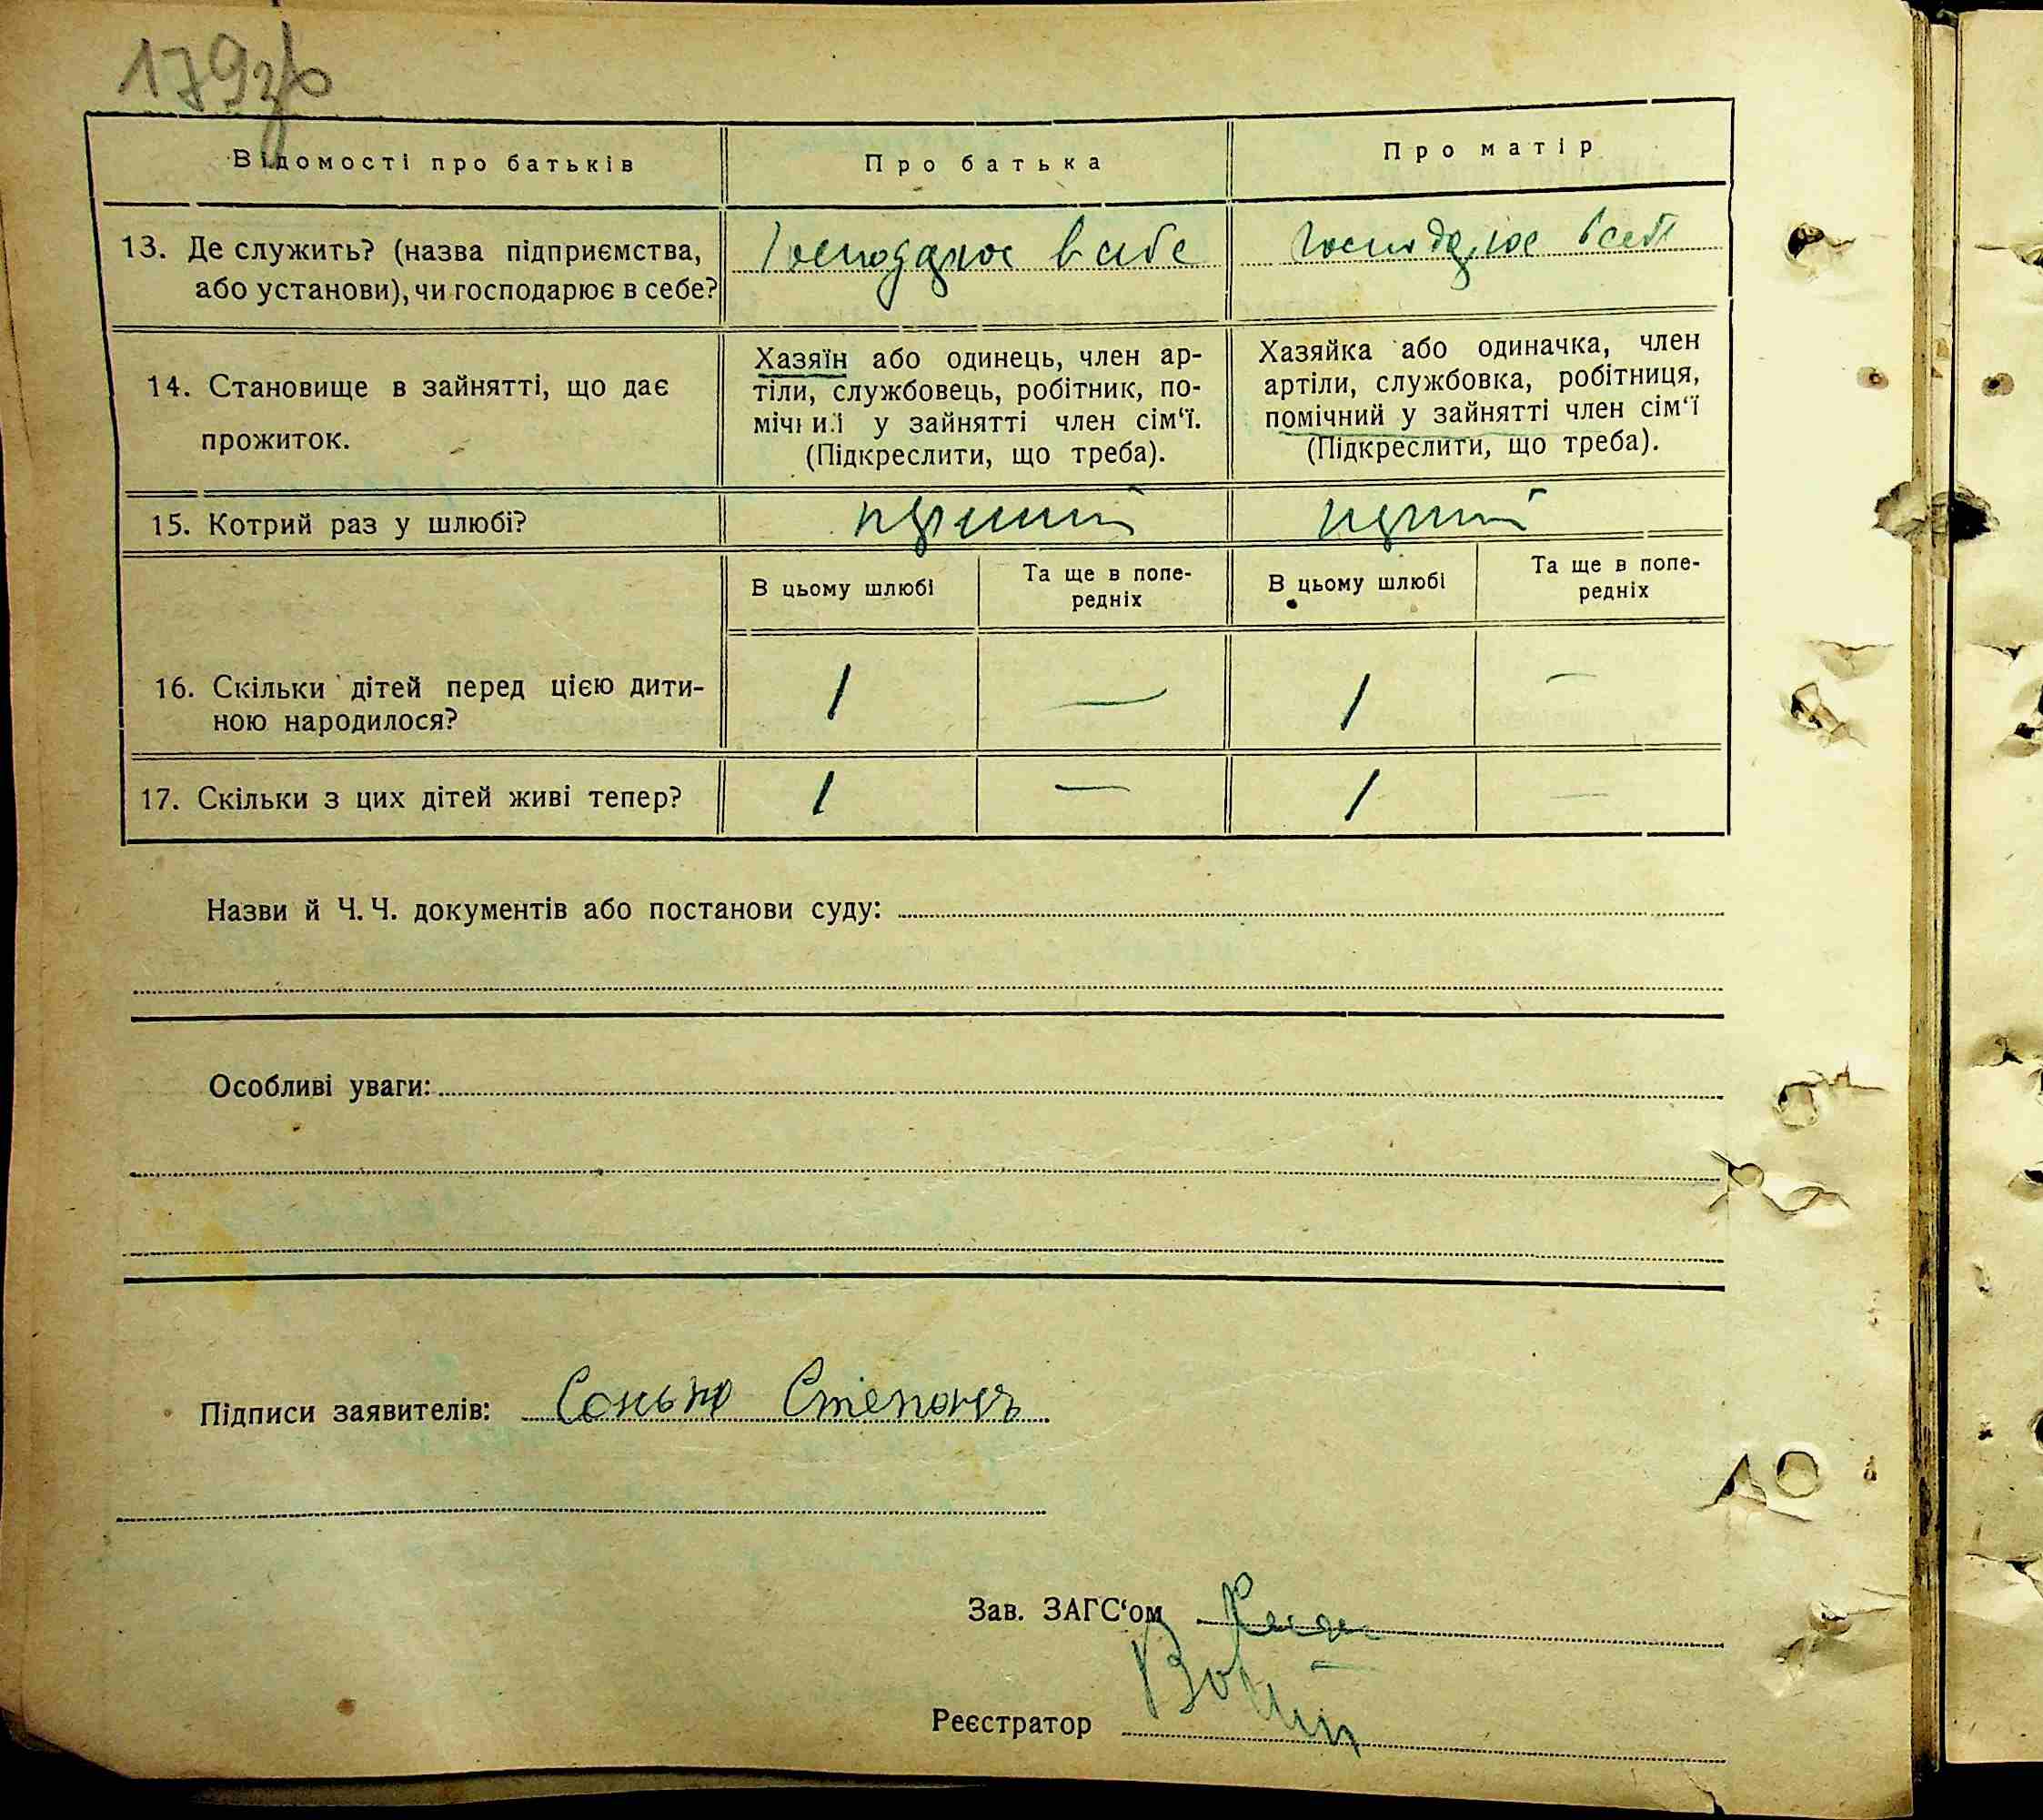 179зв
Відомості про батьків Про батька Про матір
13. Де служить? (назва підприємства, або установи), чи господарює в себе? Господарює в себе Господарює в себе
14. Становище в зайнятті, що дає прожиток.
Хазяїн або одинець, член ар-
тіли, службовець, робітник, по-
мічний у зайнятті член сім‘ї.
(Підкреслити, що треба).
Хазяйка або одиначка, член
артіли, службовка, робітниця,
помічний у зайнятті член сім‘ї
(Підкреслити, що треба).
15. Котрий раз у шлюбі?
В цьому шлюбі Та ще в попе-
редніх В цьому шлюбі Та ще в попе-
редніх
16. Скільки дітей перед цією дити-
ною народилося? 1 — 1 —
17. Скільки з цих дітей живі тепер? 1 — 1 —
Назви й Ч. Ч. документів або постанови суду:
Особливі уваги:
Підписи заявителів: Сонько
Зав. ЗАГС‘ом
Реєстратор